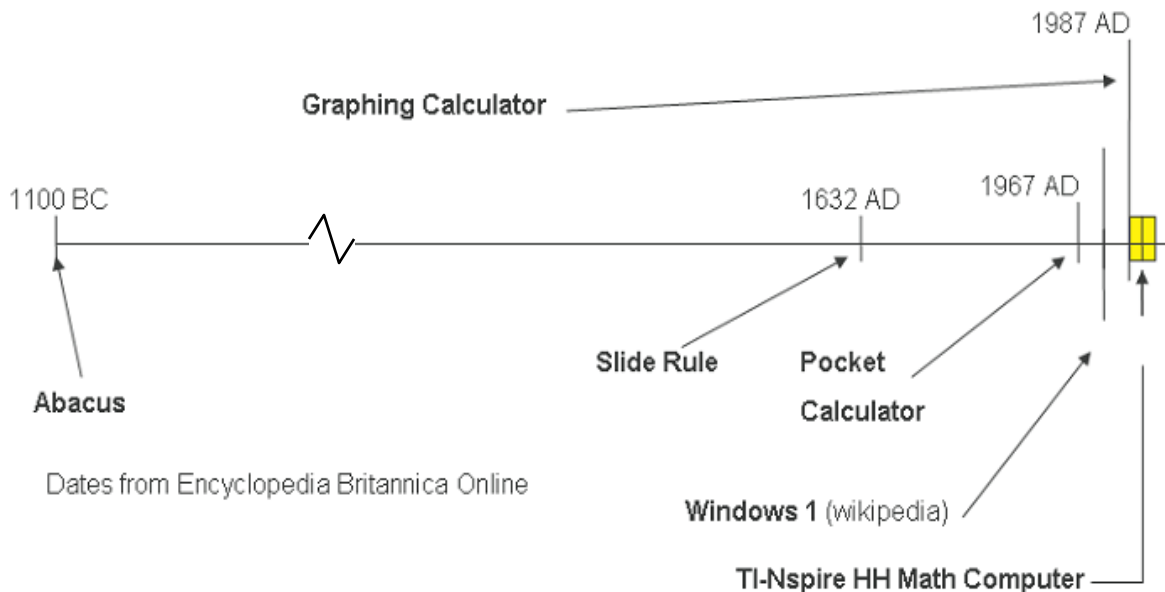 1987 AD
Graphing Calculator
1100 BC
1632 AD
1967 AD
Slide Rule
Pocket
Calculator
Abacus
Dates from Encyclopedia Britannica Online
Windows 1 (wikipedia)
TI-Nspire HH Math Computer